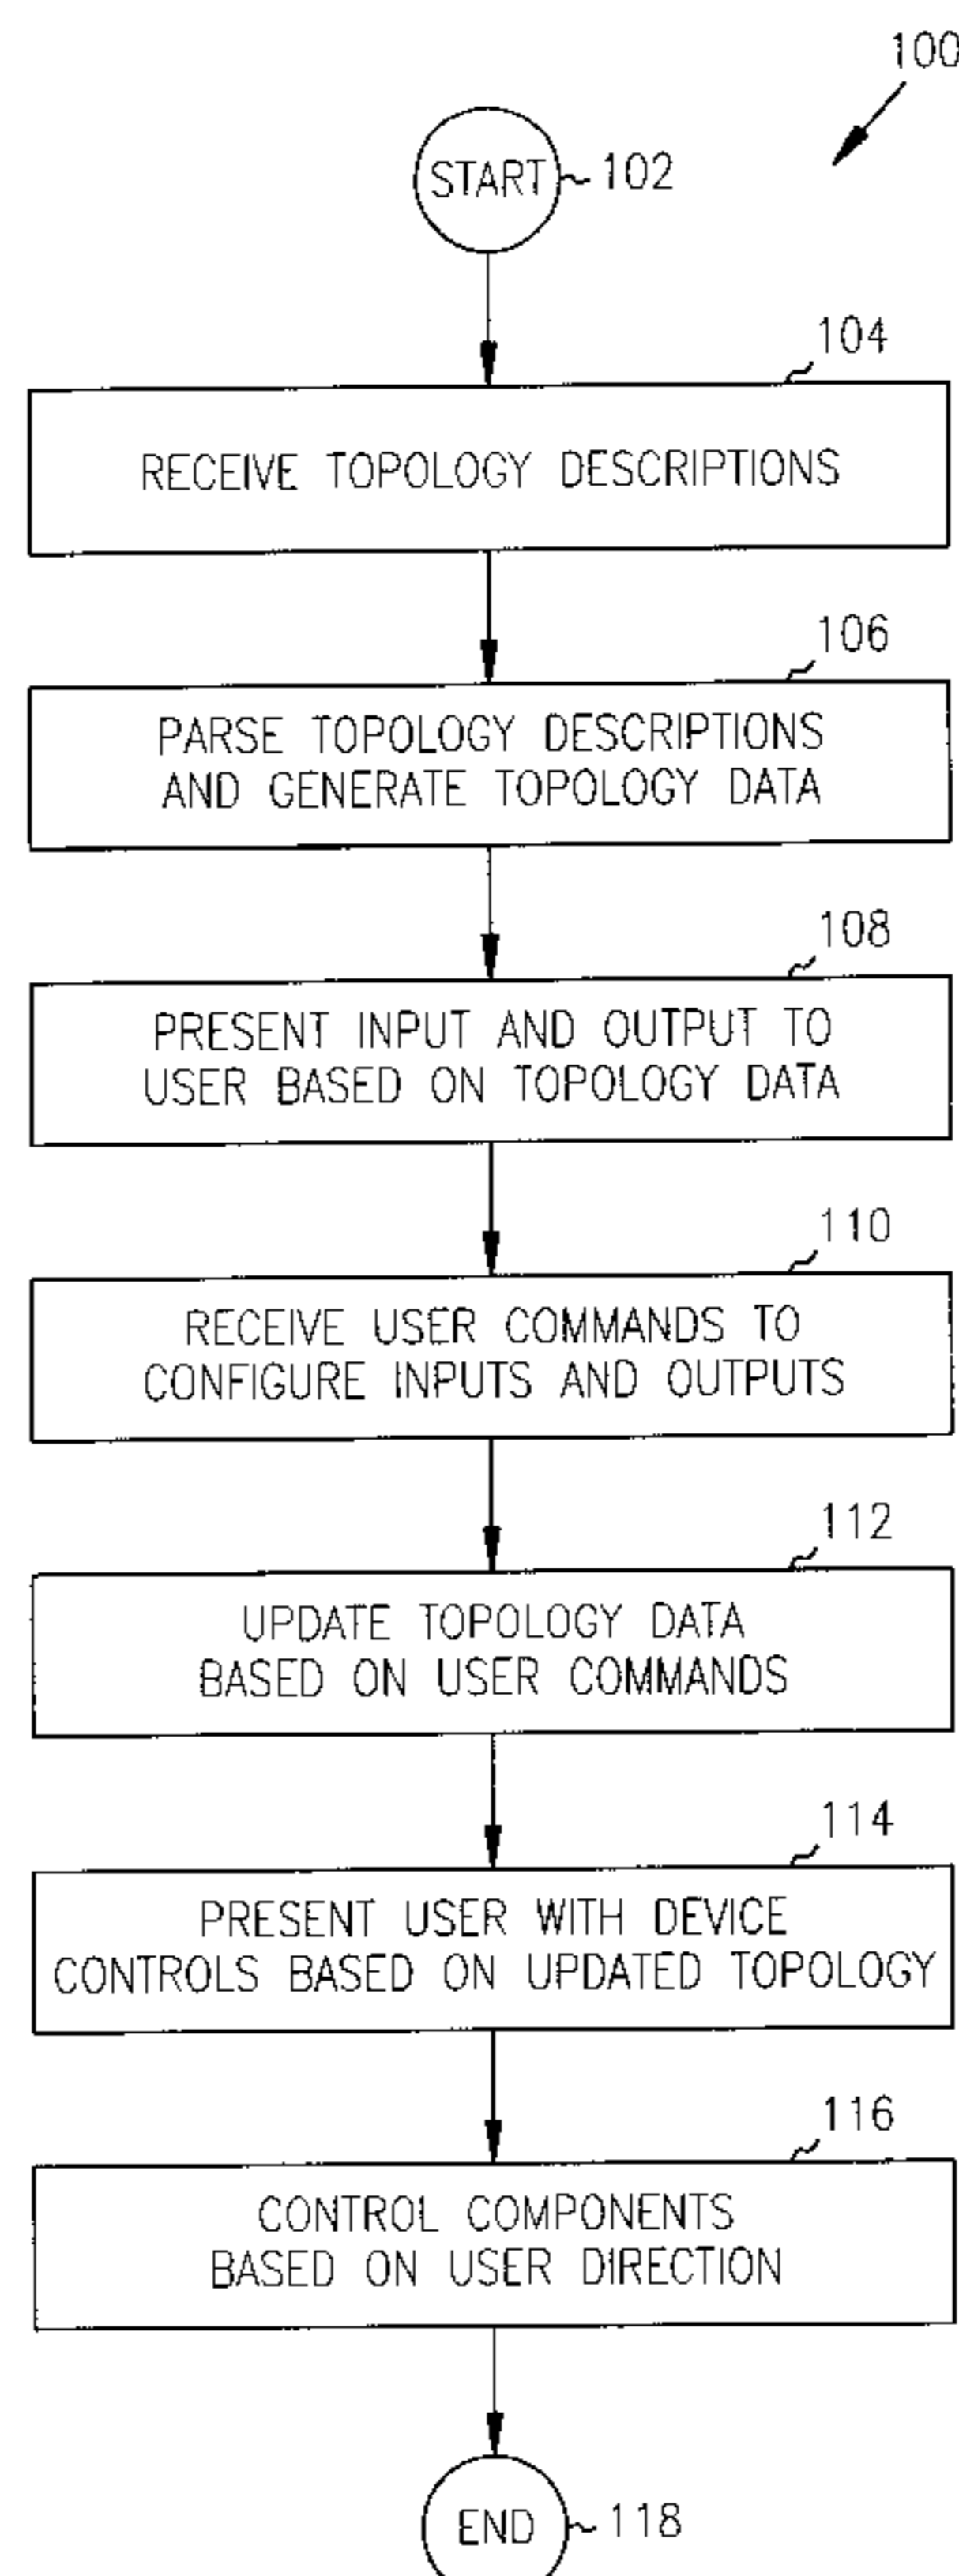 100
START 102
104
RECEIVE TOPOLOGY DESCRIPTIONS
106
PARSE TOPOLOGY DESCRIPTIONS
AND GENERATE TOPOLOGY DATA
108
PRESENT INPUT AND OUTPUT TO
USER BASED ON TOPOLOGY DATA
110
RECEIVE USER COMMANDS TO
CONFIGURE INPUTS AND OUTPUTS
112
UPDATE TOPOLOGY DATA
BASED ON USER COMMANDS
114
PRESENT USER WITH DEVICE
CONTROLS BASED ON UPDATED TOPOLOGY
116
CONTROL COMPONENTS
BASED ON USER DIRECTION
END 118